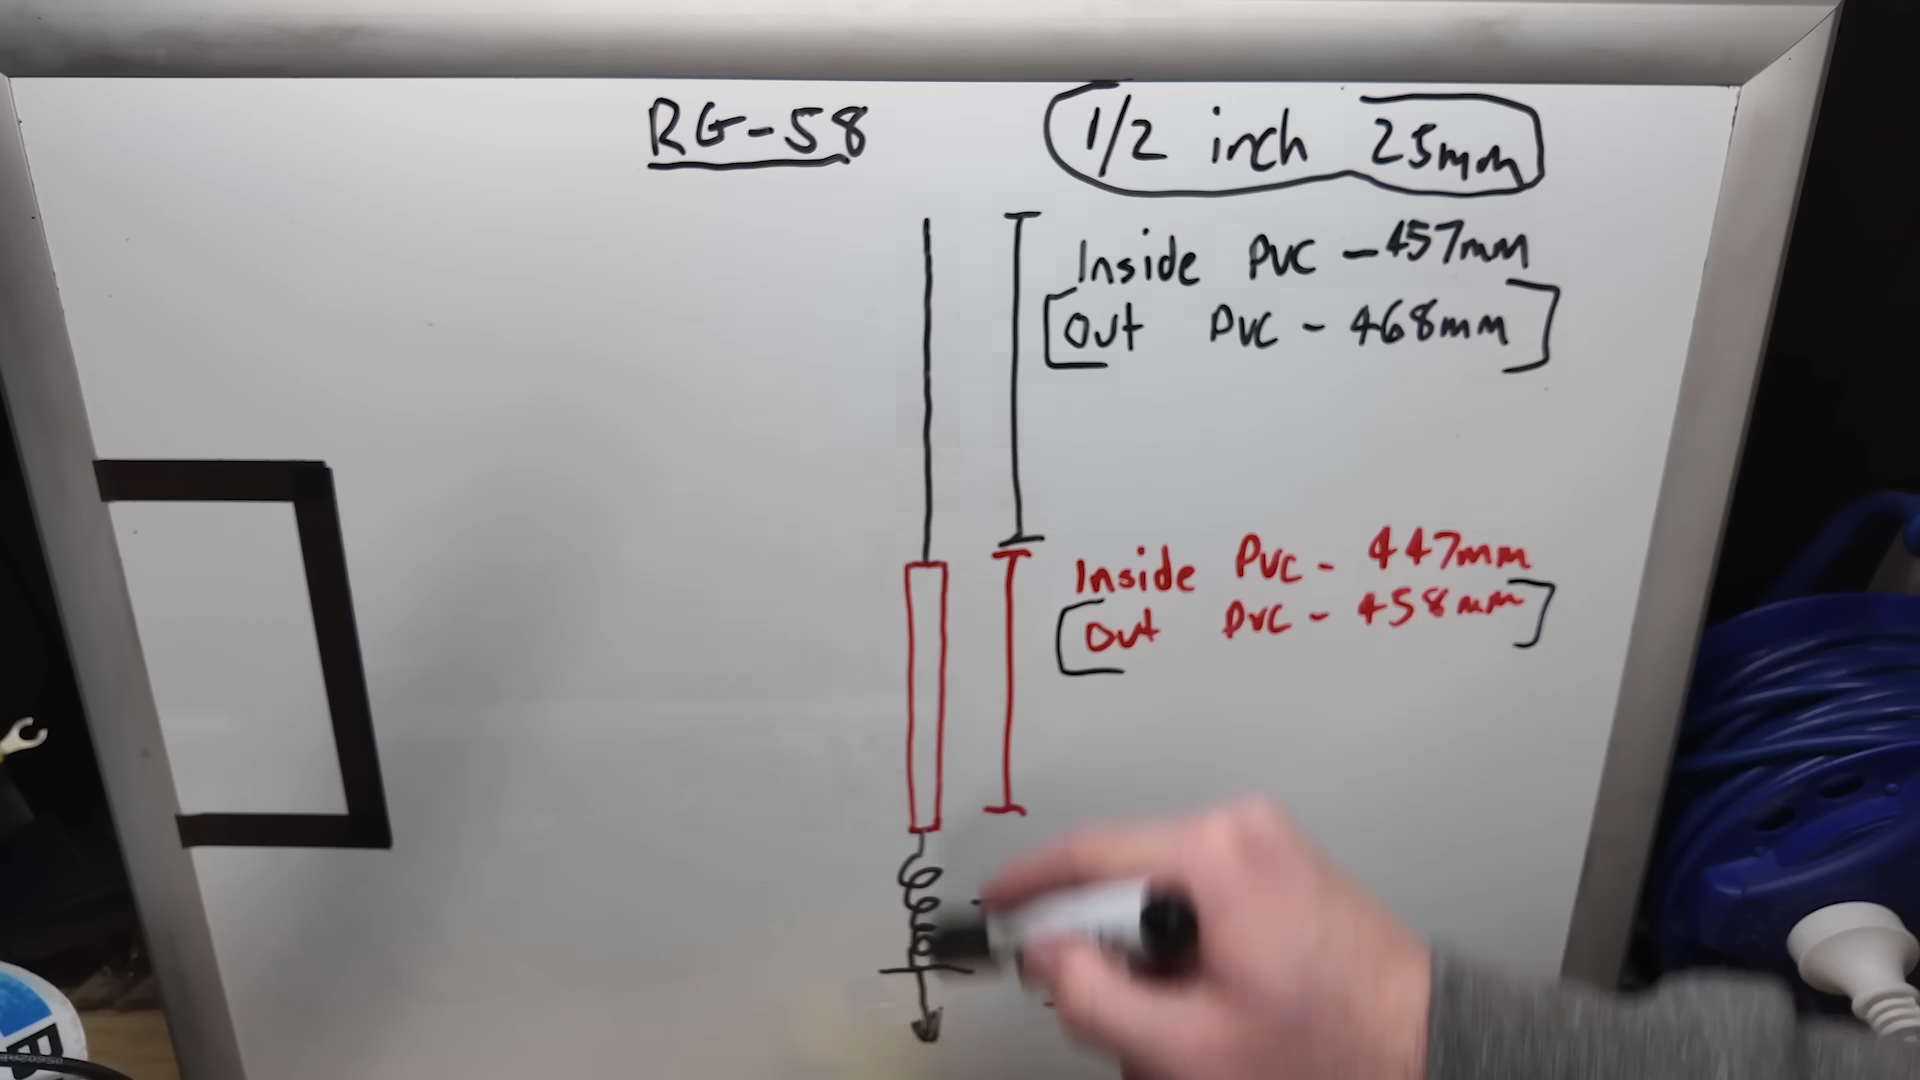 RG-58
1/2 inch 25mm
Inside PVC - 457mm
Out PVC - 468mm
Inside PVC - 447mm
Out PVC - 458mm